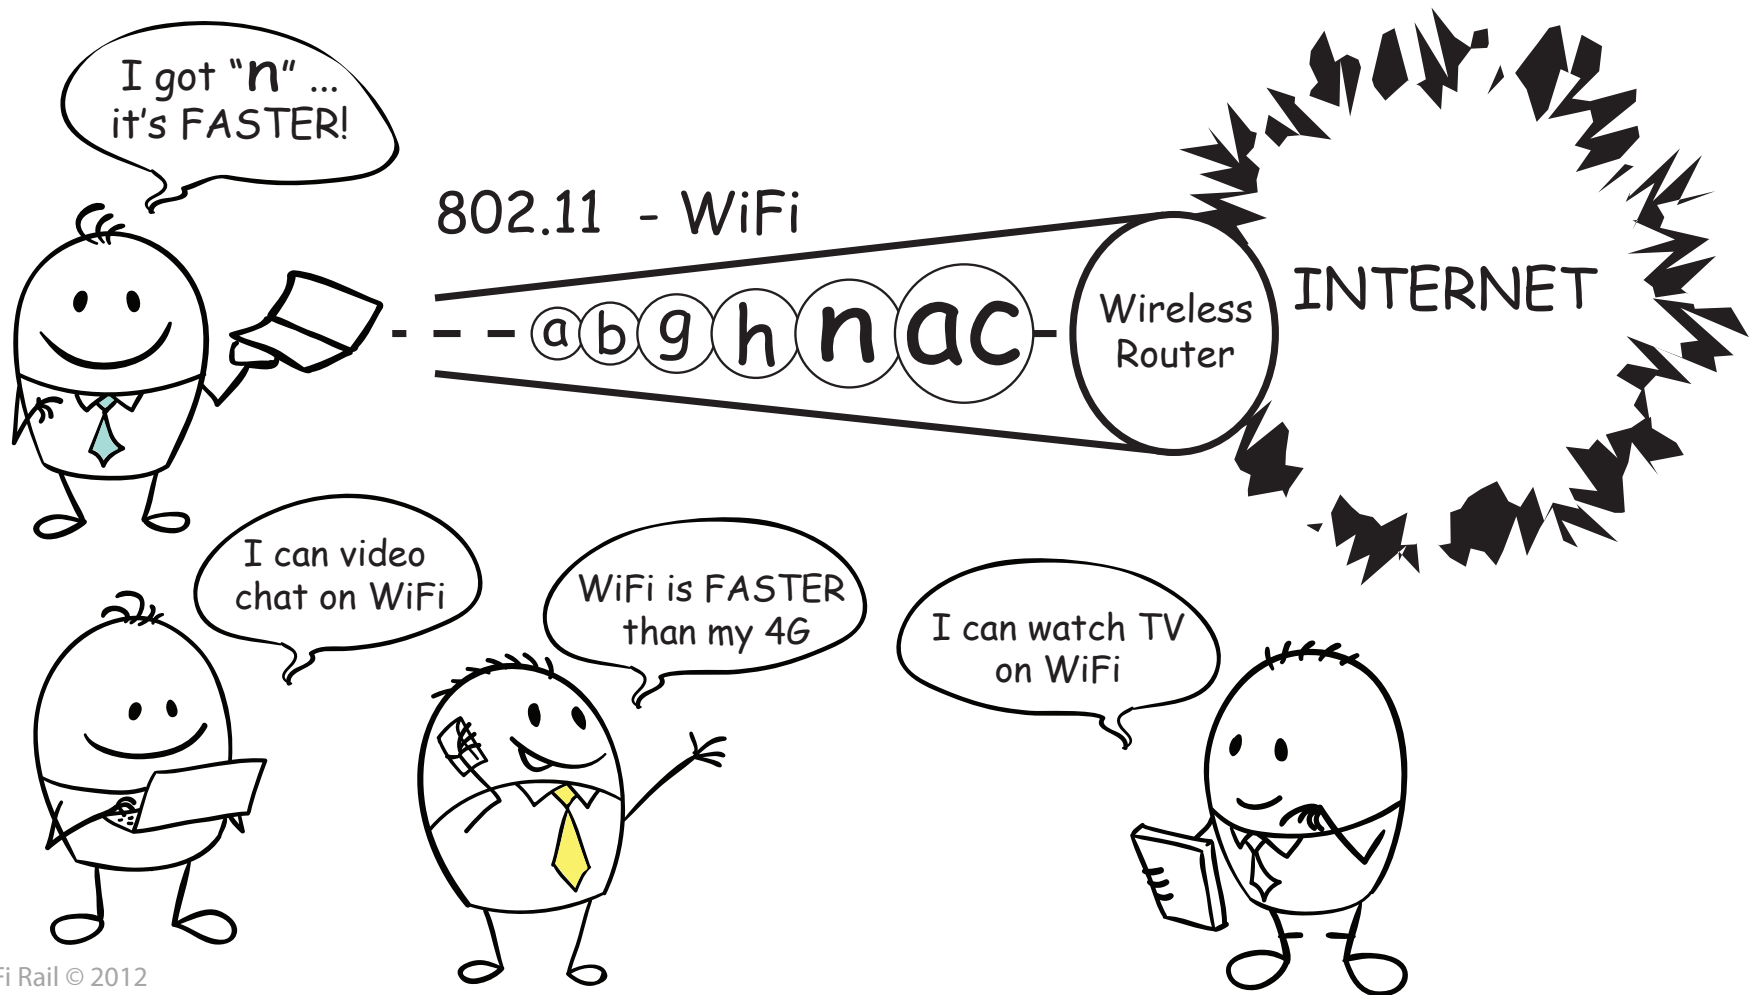 I got “n” ...
it's FASTER!
802.11 - WiFi
a b g h n ac
Wireless
Router
INTERNET
I can video
chat on WiFi
WiFi is FASTER
than my 4G
I can watch TV
on WiFi
Fi Rail © 2012